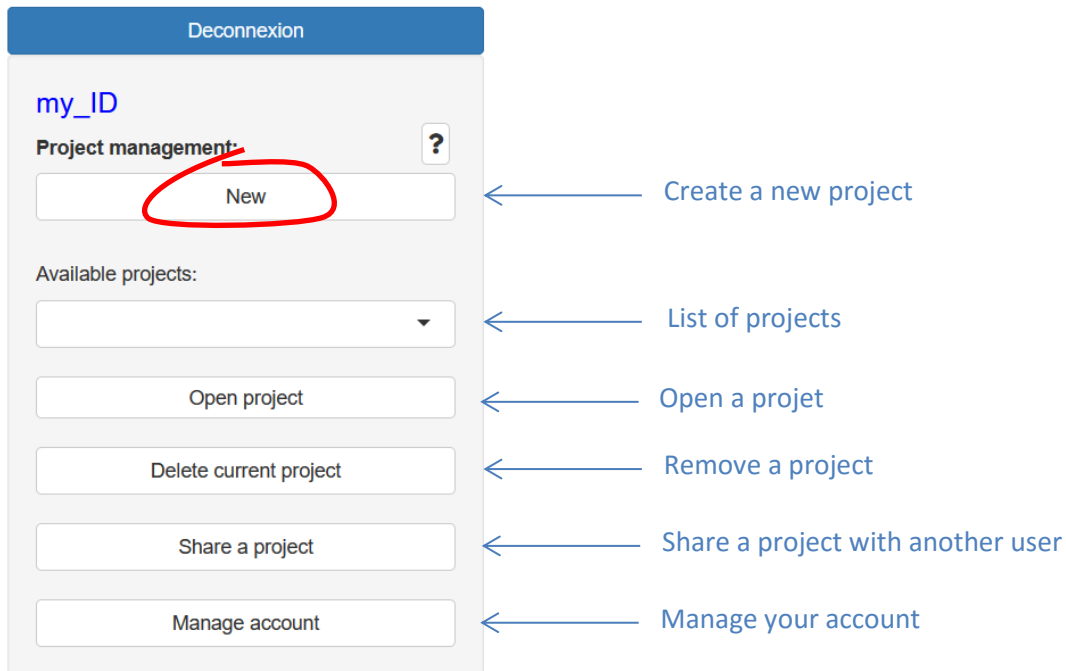 Deconnexion
my_ID
Project management:
?
New
Create a new project
Available projects:
List of projects
Open project
Open a projet
Delete current project
Remove a project
Share a project
Share a project with another user
Manage account
Manage your account